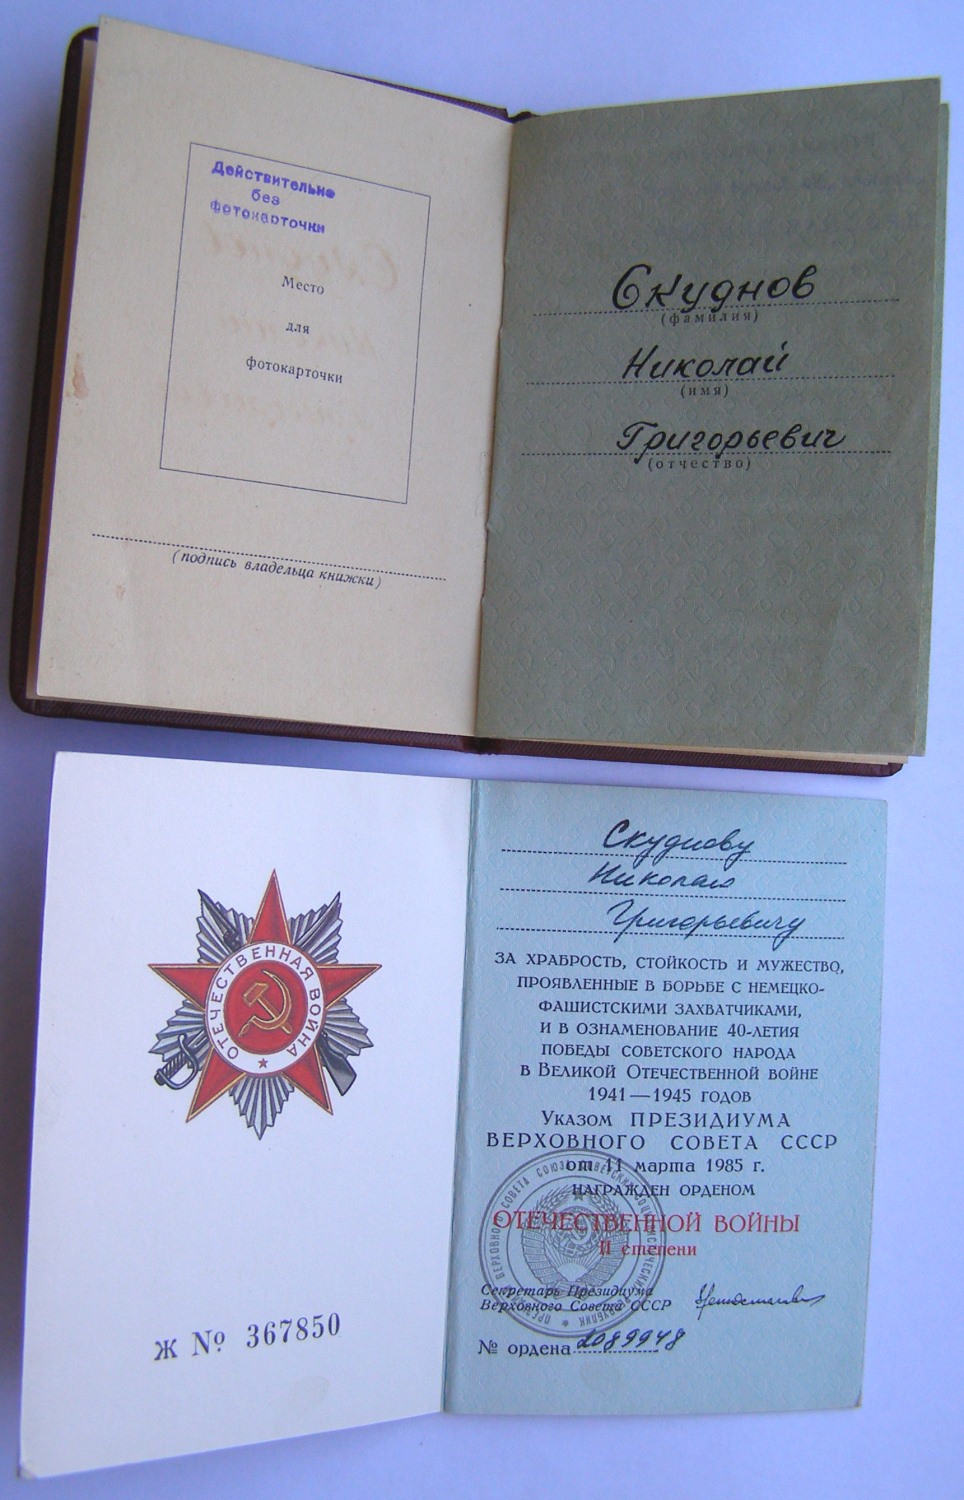 Действительно
без
фотокарточки
Место
для
фотокарточки
(подпись владельца книжки)
Скуднов
(фамилия)
Николай
(имя)
Григорьевич
(отчество)
ОТЕЧЕСТВЕННАЯ ВОЙНА
Ж № 367850
Скуднову
Николаю
Григорьевичу
ЗА ХРАБРОСТЬ, СТОЙКОСТЬ И МУЖЕСТВО,
ПРОЯВЛЕННЫЕ В БОРЬБЕ С НЕМЕЦКО-
ФАШИСТСКИМИ ЗАХВАТЧИКАМИ,
И В ОЗНАМЕНОВАНИЕ 40-ЛЕТИЯ
ПОБЕДЫ СОВЕТСКОГО НАРОДА
В ВЕЛИКОЙ ОТЕЧЕСТВЕННОЙ ВОЙНЕ
1941—1945 ГОДОВ
УКАЗОМ ПРЕЗИДИУМА
ВЕРХОВНОГО СОВЕТА СССР
от 11 марта 1985 г.
НАГРАЖДЕН ОРДЕНОМ
ОТЕЧЕСТВЕННОЙ ВОЙНЫ
II степени
Секретарь Президиума
Верховного Совета СССР
№ ордена 2089948